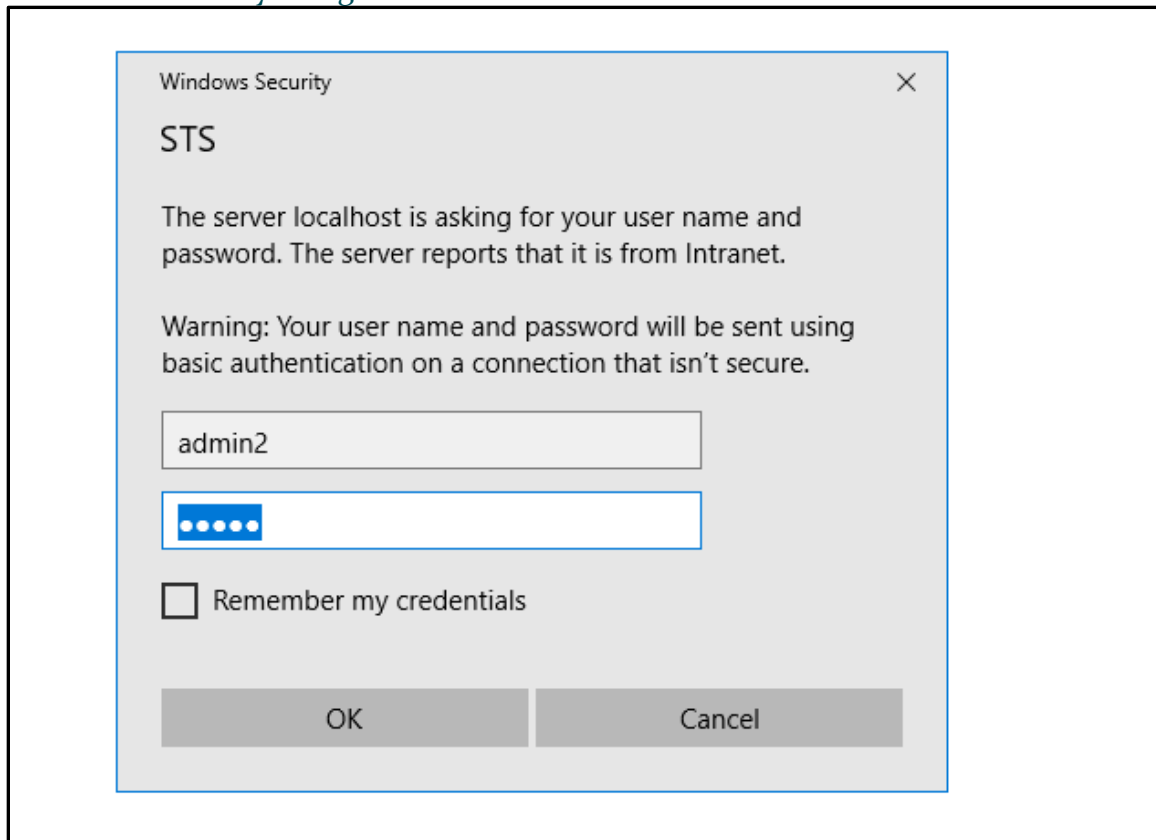 Windows Security
STS
The server localhost is asking for your user name and
password. The server reports that it is from Intranet.
Warning: Your user name and password will be sent using
basic authentication on a connection that isn't secure.
admin2
•••••
Remember my credentials
OK
Cancel